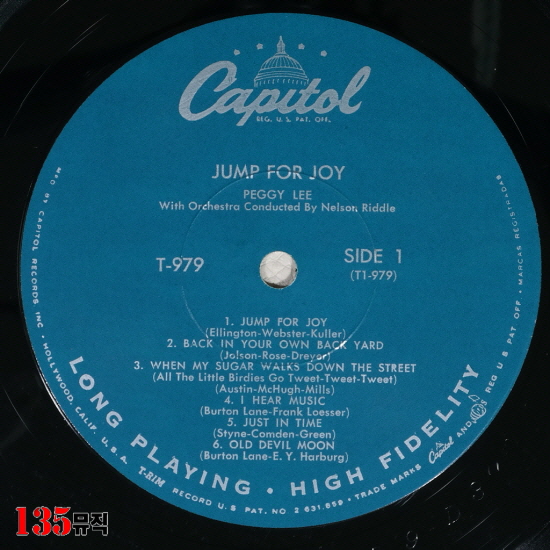 Capitol
REG. U.S. PAT. OFF.
JUMP FOR JOY
PEGGY LEE
With Orchestra Conducted By Nelson Riddle
T-979
SIDE 1
(T1-979)
1. JUMP FOR JOY
(Ellington-Webster-Kuller)
2. BACK IN YOUR OWN BACK YARD
(Jolson-Rose-Dreyer)
3. WHEN MY SUGAR WALKS DOWN THE STREET
(All The Little Birdies Go Tweet-Tweet-Tweet)
(Austin-McHugh-Mills)
4. I HEAR MUSIC
(Burton Lane-Frank Loesser)
5. JUST IN TIME
(Styne-Comden-Green)
6. OLD DEVIL MOON
(Burton Lane-E. Y. Harburg)
LONG PLAYING • HIGH FIDELITY
MFD BY CAPITOL RECORDS INC • HOLLYWOOD, CALIF. U.S.A. T-RIM RECORD U S PAT. NO 2 631 859 • TRADE MARKS Capitol AND REG U S PAT OFF • MARCAS REGISTRADAS
135뮤직